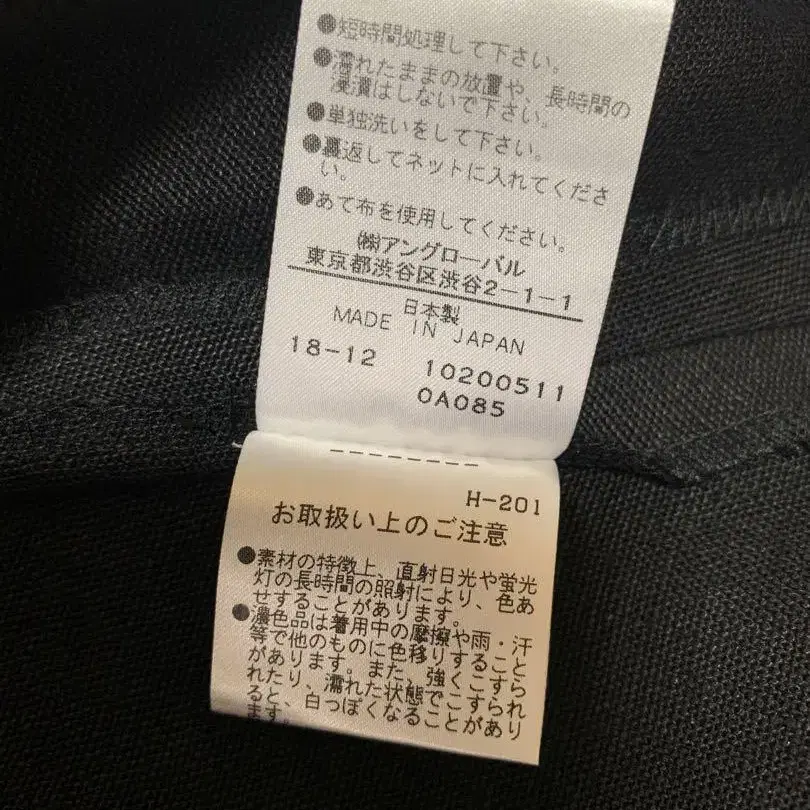 ●短時間処理して下さい。
●濡れたままの放置や、長時間の
浸漬はしないで下さい。
●単独洗いをして下さい。
●裏返してネットに入れてくださ
い。
●あて布を使用してください。
㈱アングローバル
東京都渋谷区渋谷2-1-1
日本製
MADE IN JAPAN
18-12 102005110
0A085
H-201
お取扱い上のご注意
●素材の特徴上、直射日光や蛍光
灯の長時間の照射により、色あ
せすることがあります。
●濃色品は着用中の摩擦や雨・汗
等で他のものに色移りすること
があります。また、強くこすら
れたり、濡れた状態でこすられ
ると、白っぽくなることがあり
ます。